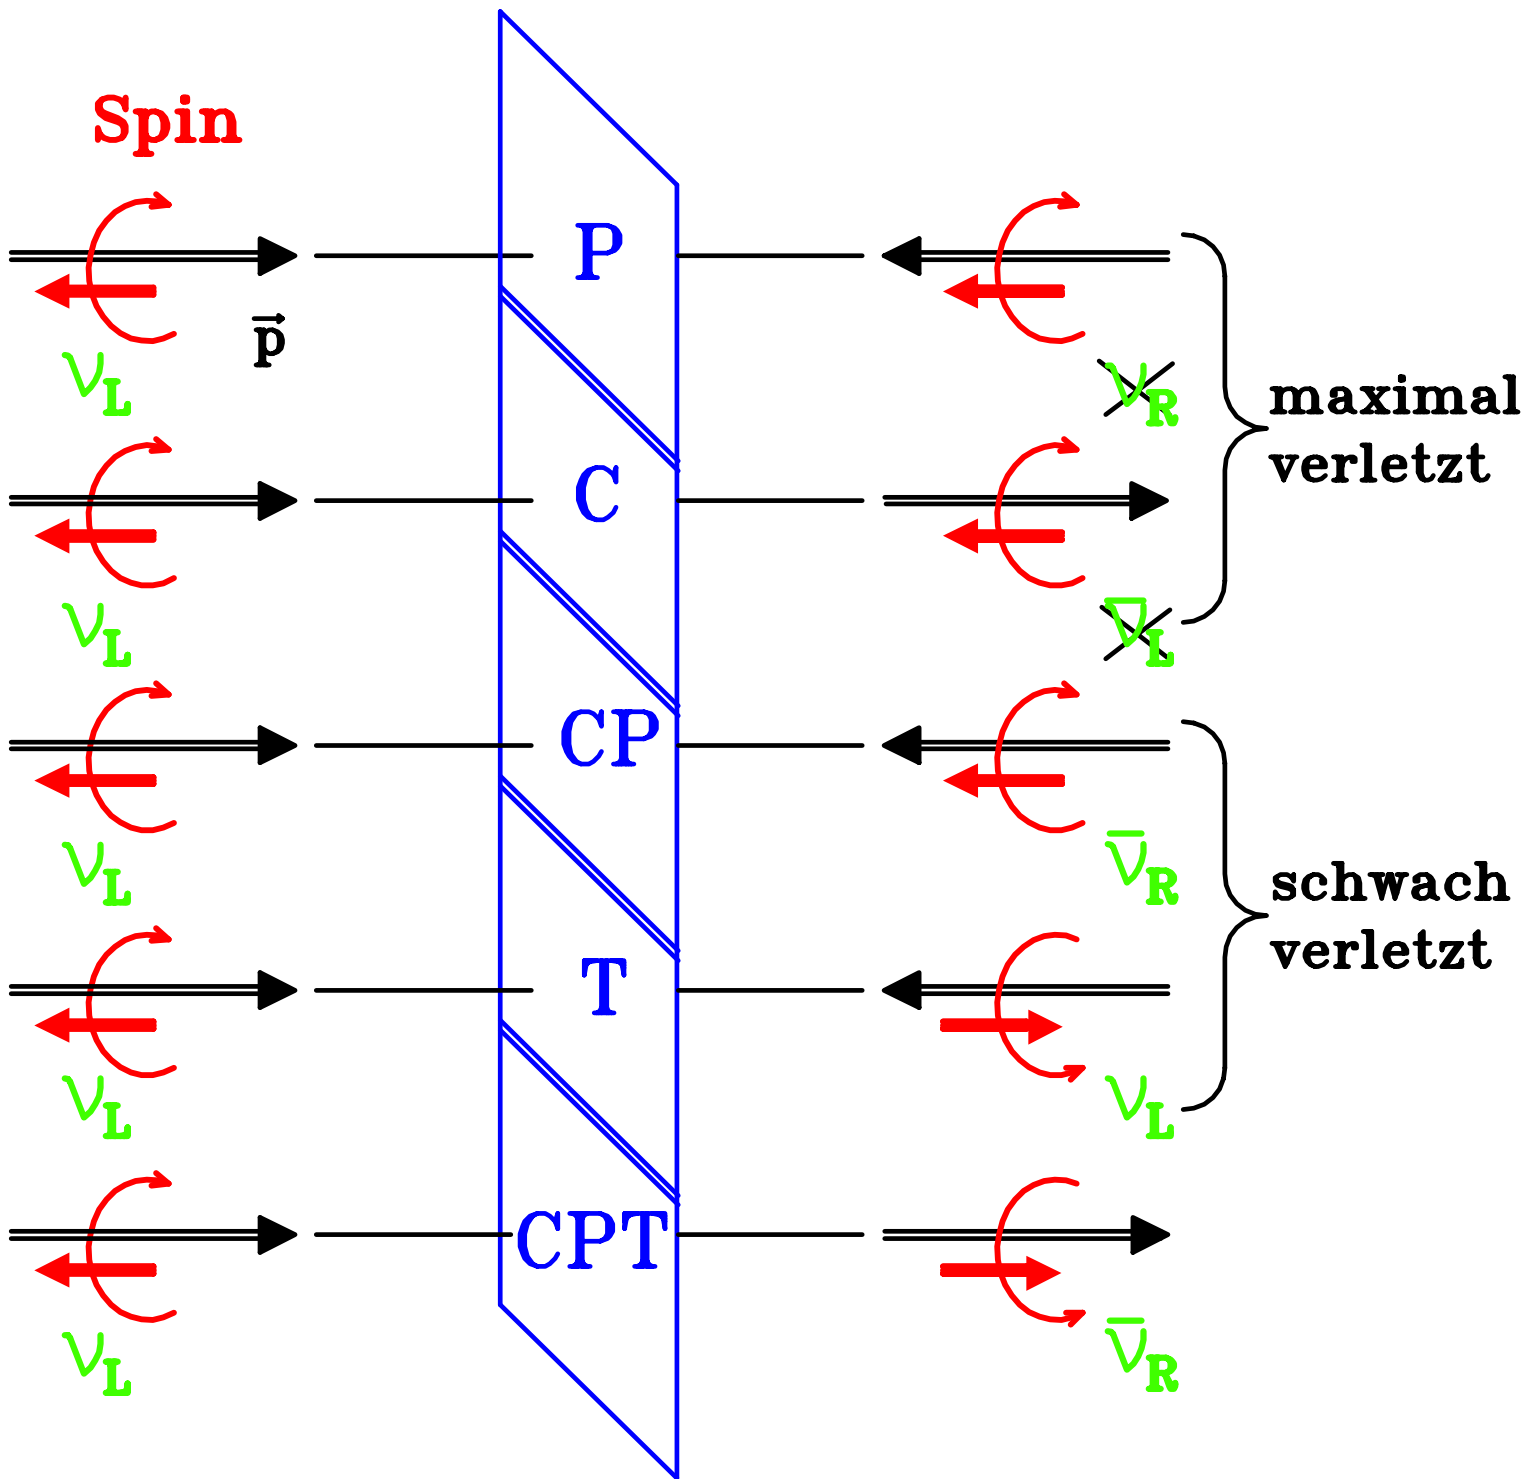 Spin
P
p⃗
ν_L
ν_R
maximal
verletzt
C
ν_L
ν̄_L
CP
ν_L
ν̄_R
schwach
verletzt
T
ν_L
ν_L
CPT
ν_L
ν̄_R